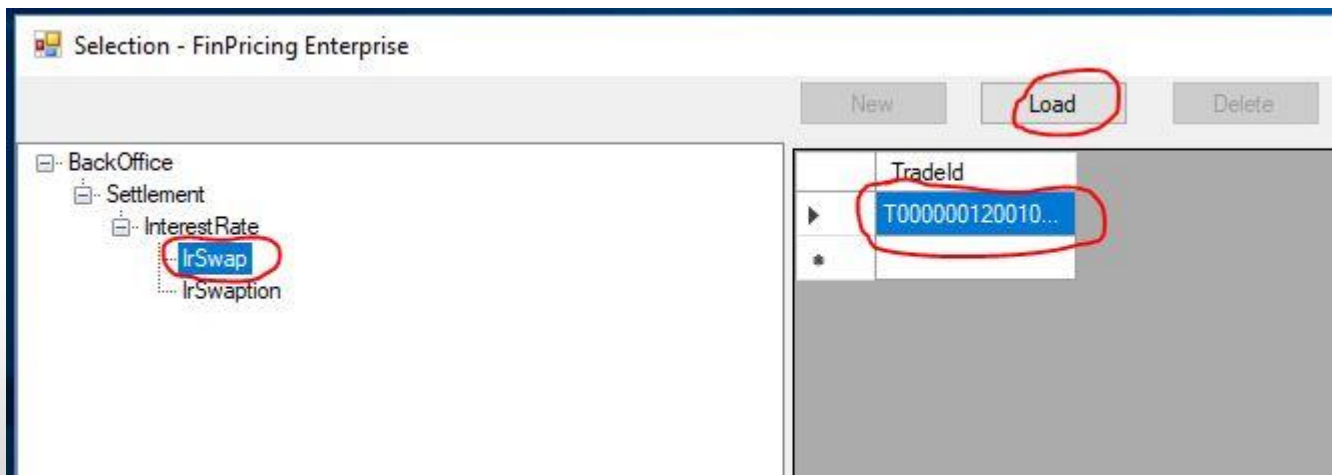 Selection - FinPricing Enterprise
New Load Delete
BackOffice
Settlement
InterestRate
IrSwap
IrSwaption
TradeId
T000000120010...